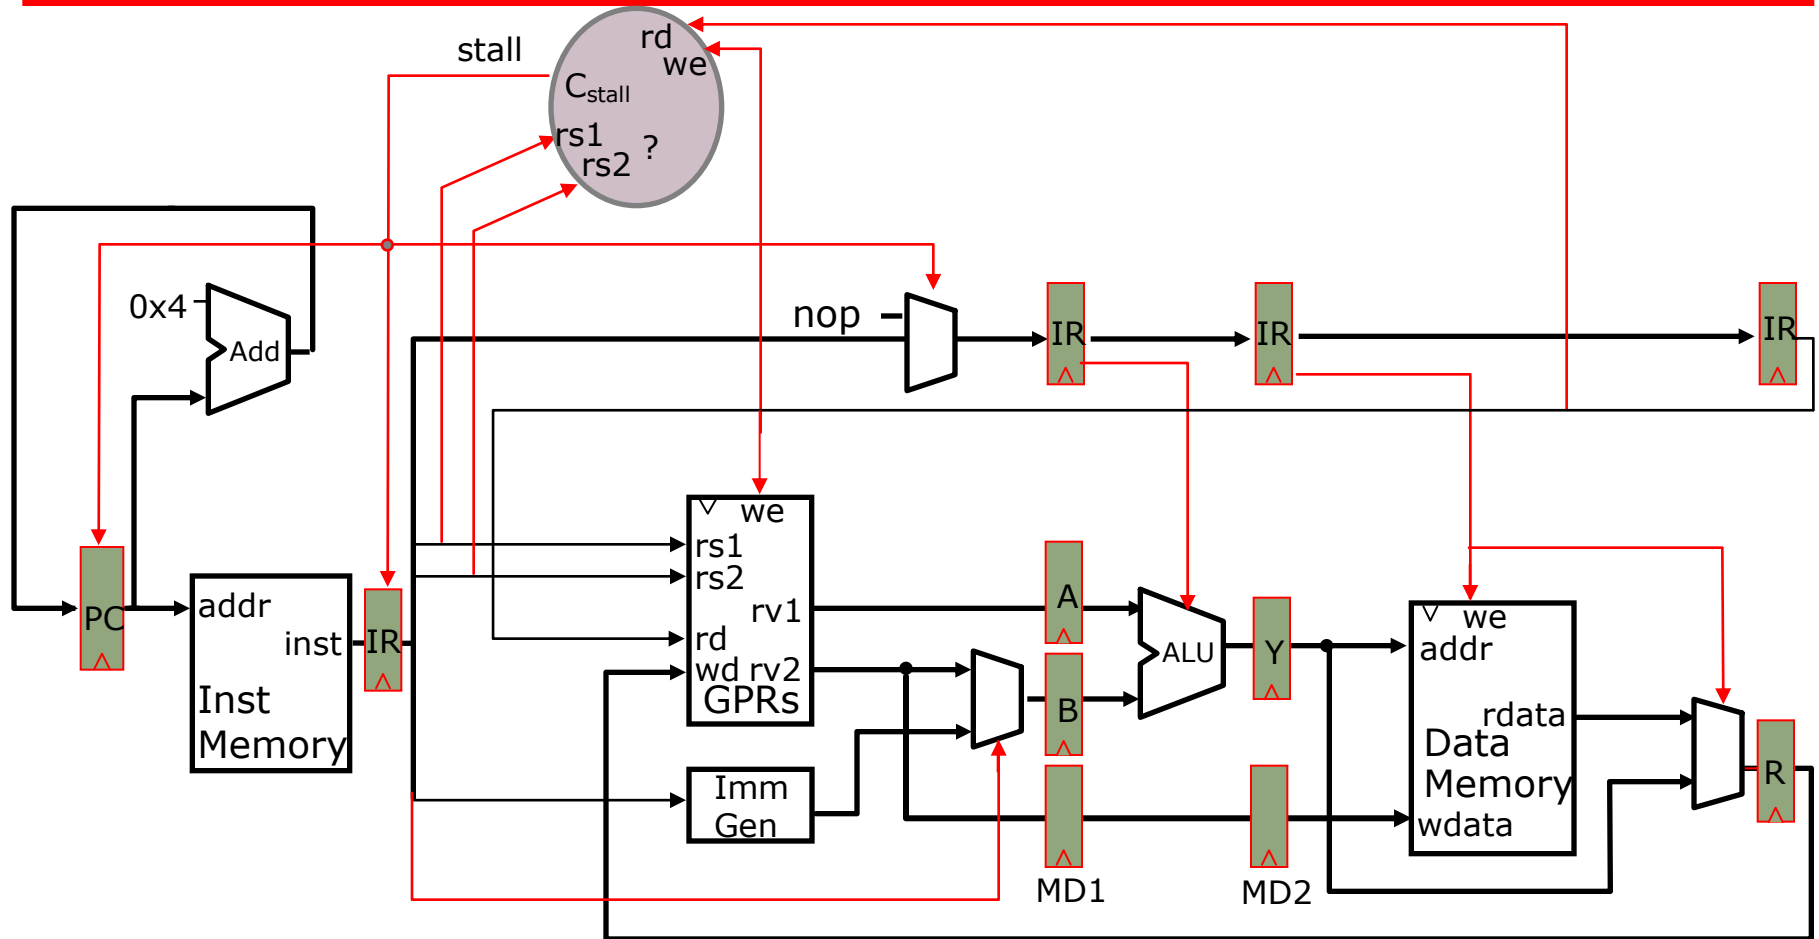 stall
rd
we
C_stall
rs1
rs2
?
0x4
Add
nop
IR
IR
IR
we
rs1
rs2
rv1
rd
wd rv2
GPRs
PC
addr
inst
Inst
Memory
IR
A
B
ALU
Y
we
addr
rdata
Data
Memory
wdata
R
Imm
Gen
MD1
MD2